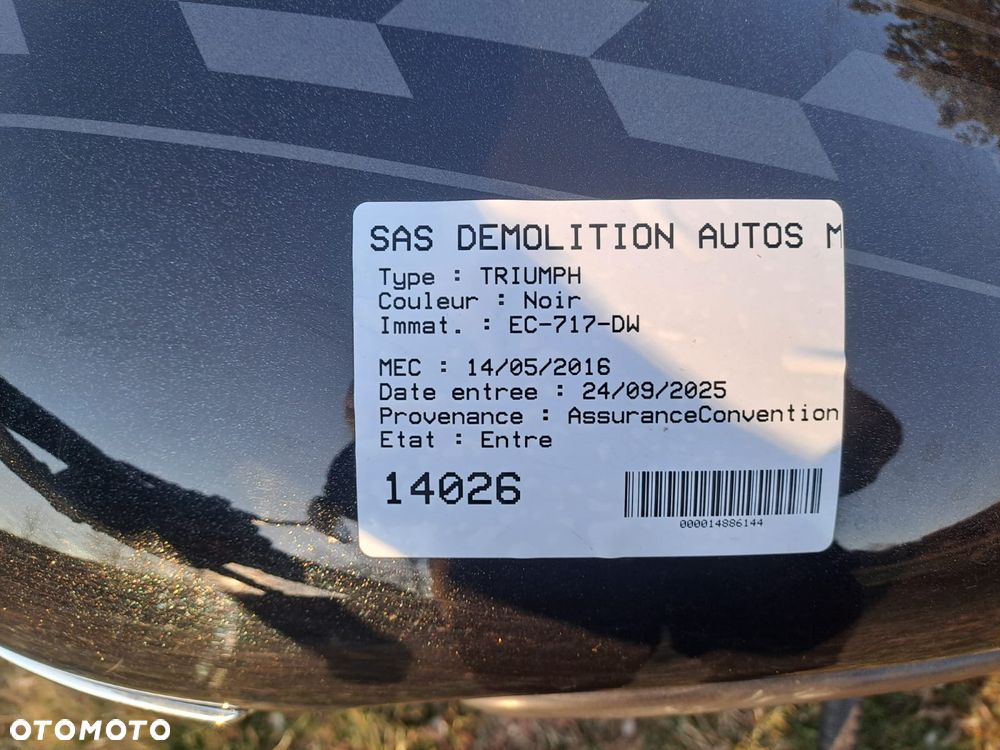 SAS DEMOLITION AUTOS M
Type : TRIUMPH
Couleur : Noir
Immat. : EC-717-DW
MEC : 14/05/2016
Date entree : 24/09/2025
Provenance : AssuranceConvention
Etat : Entre
14026
000014886144
OTOMOTO